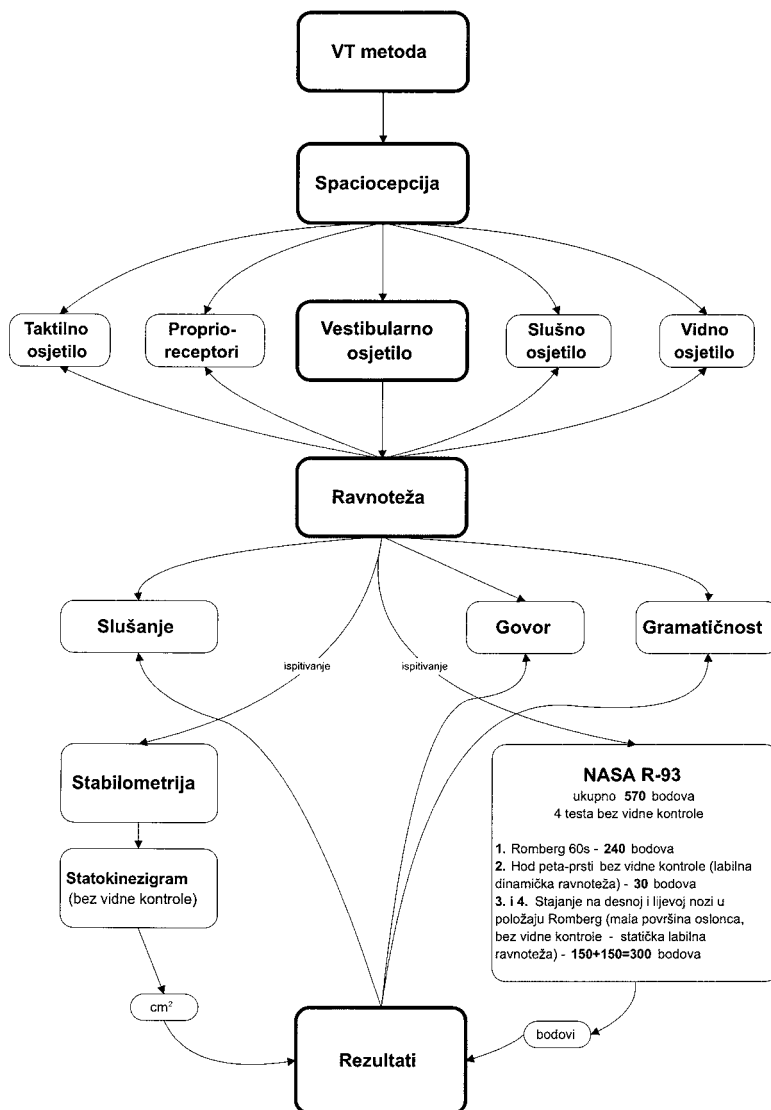 VT metoda
Spaciocepcija
Taktilno
osjetilo
Proprio-
receptori
Vestibularno
osjetilo
Slušno
osjetilo
Vidno
osjetilo
Ravnoteža
Slušanje
Govor
Gramatičnost
ispitivanje
ispitivanje
Stabilometrija
Statokinezigram
(bez vidne kontrole)
cm²
NASA R-93
ukupno 570 bodova
4 testa bez vidne kontrole
1. Romberg 60s - 240 bodova
2. Hod peta-prsti bez vidne kontrole (labilna
dinamička ravnoteža) - 30 bodova
3. i 4. Stajanje na desnoj i lijevoj nozi u
položaju Romberg (mala površina oslonca,
bez vidne kontrole - statička labilna
ravnoteža) - 150+150=300 bodova
bodovi
Rezultati